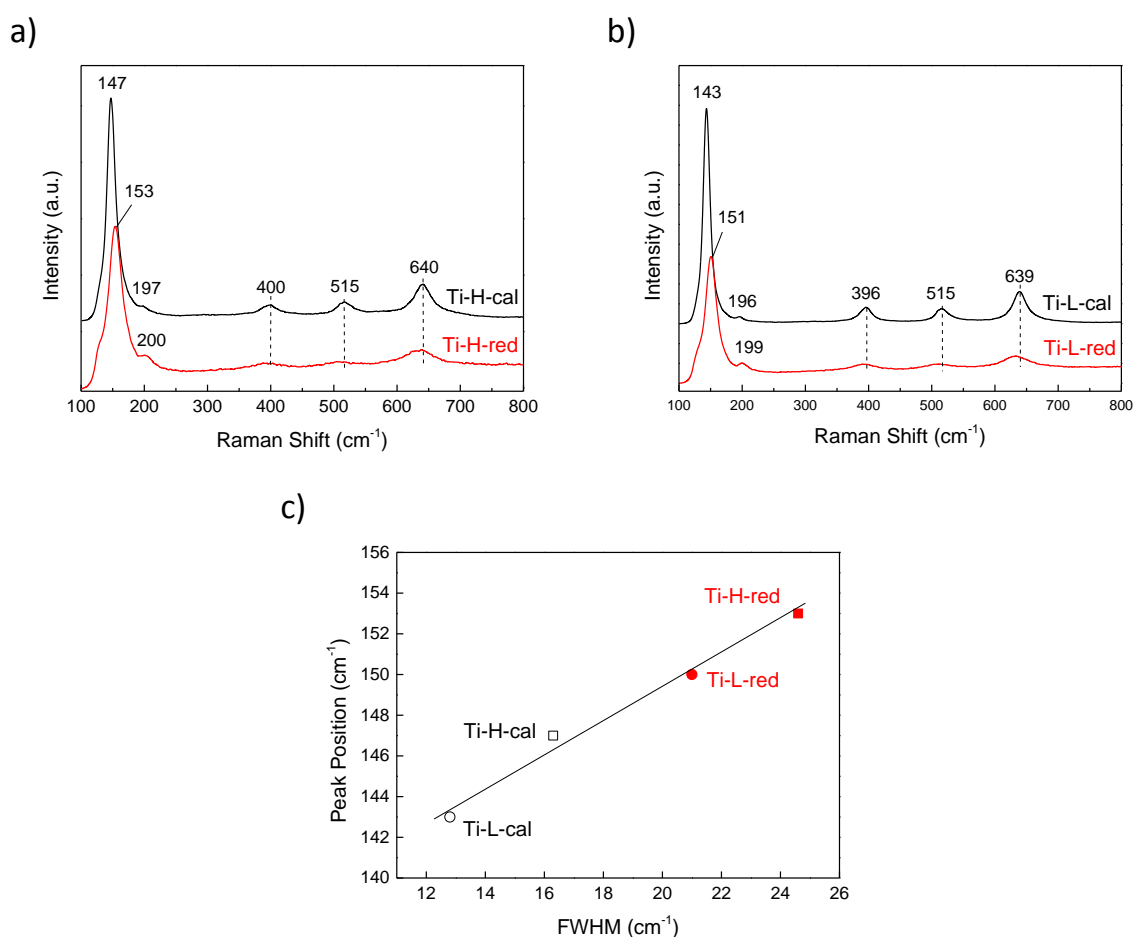 a)
147
153
197
200
400
515
640
Ti-H-cal
Ti-H-red
Intensity (a.u.)
100 200 300 400 500 600 700 800
Raman Shift (cm⁻¹)
b)
143
151
196
199
396
515
639
Ti-L-cal
Ti-L-red
Intensity (a.u.)
100 200 300 400 500 600 700 800
Raman Shift (cm⁻¹)
c)
156
154
152
150
148
146
144
142
140
Peak Position (cm⁻¹)
Ti-H-red
Ti-L-red
Ti-H-cal
Ti-L-cal
12 14 16 18 20 22 24 26
FWHM (cm⁻¹)